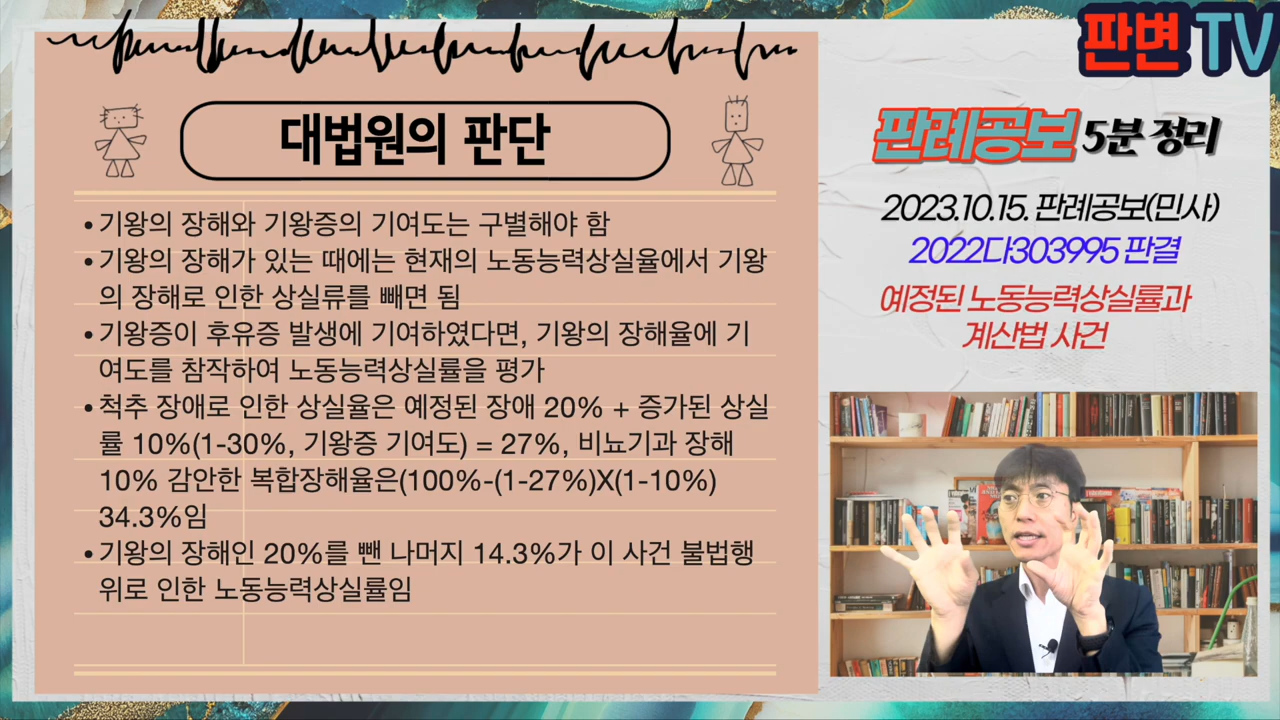 판변 TV
대법원의 판단
• 기왕의 장해와 기왕증의 기여도는 구별해야 함
• 기왕의 장해가 있는 때에는 현재의 노동능력상실율에서 기왕
의 장해로 인한 상실류를 빼면 됨
• 기왕증이 후유증 발생에 기여하였다면, 기왕의 장해율에 기
여도를 참작하여 노동능력상실률을 평가
• 척추 장애로 인한 상실율은 예정된 장애 20% + 증가된 상실
률 10%(1-30%, 기왕증 기여도) = 27%, 비뇨기과 장해
10% 감안한 복합장해율은(100%-(1-27%)X(1-10%)
34.3%임
• 기왕의 장해인 20%를 뺀 나머지 14.3%가 이 사건 불법행
위로 인한 노동능력상실률임
판례공보 5분 정리
2023.10.15. 판례공보(민사)
2022다303995 판결
예정된 노동능력상실률과
계산법 사건